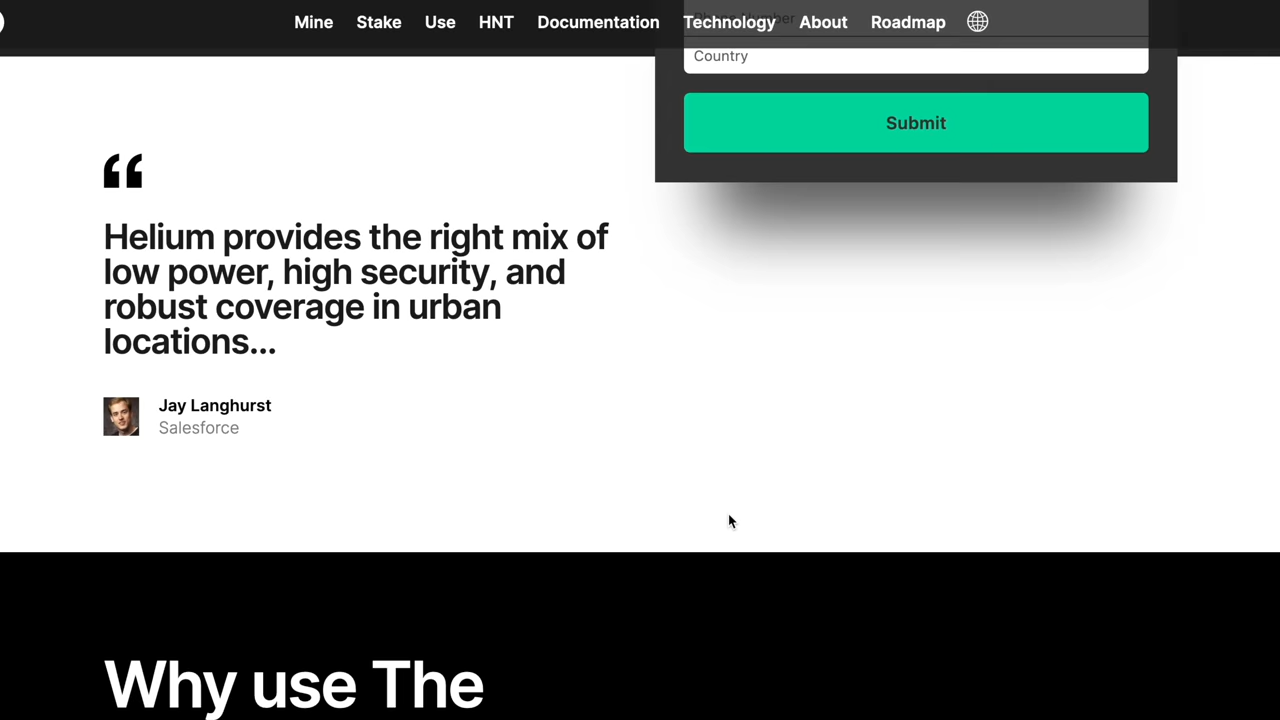 Mine Stake Use HNT Documentation Technology About Roadmap
Country
Submit
“
Helium provides the right mix of
low power, high security, and
robust coverage in urban
locations...
Jay Langhurst
Salesforce
Why use The